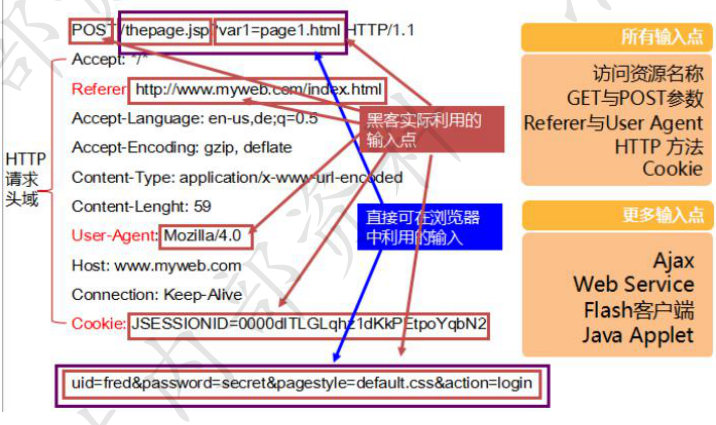 POST /thepage.jsp?var1=page1.html HTTP/1.1
Accept: */*
Referer: http://www.myweb.com/index.html
Accept-Language: en-us,de;q=0.5
Accept-Encoding: gzip, deflate
Content-Type: application/x-www-url-encoded
Content-Lenght: 59
User-Agent: Mozilla/4.0
Host: www.myweb.com
Connection: Keep-Alive
Cookie: JSESSIONID=0000dITLGLqhz1dKkPEtpoYqbN2
uid=fred&password=secret&pagestyle=default.css&action=login
HTTP
请求
头域
黑客实际利用的
输入点
直接可在浏览器
中利用的输入
所有输入点
访问资源名称
GET与POST参数
Referer与User Agent
HTTP 方法
Cookie
更多输入点
Ajax
Web Service
Flash客户端
Java Applet
内部资料